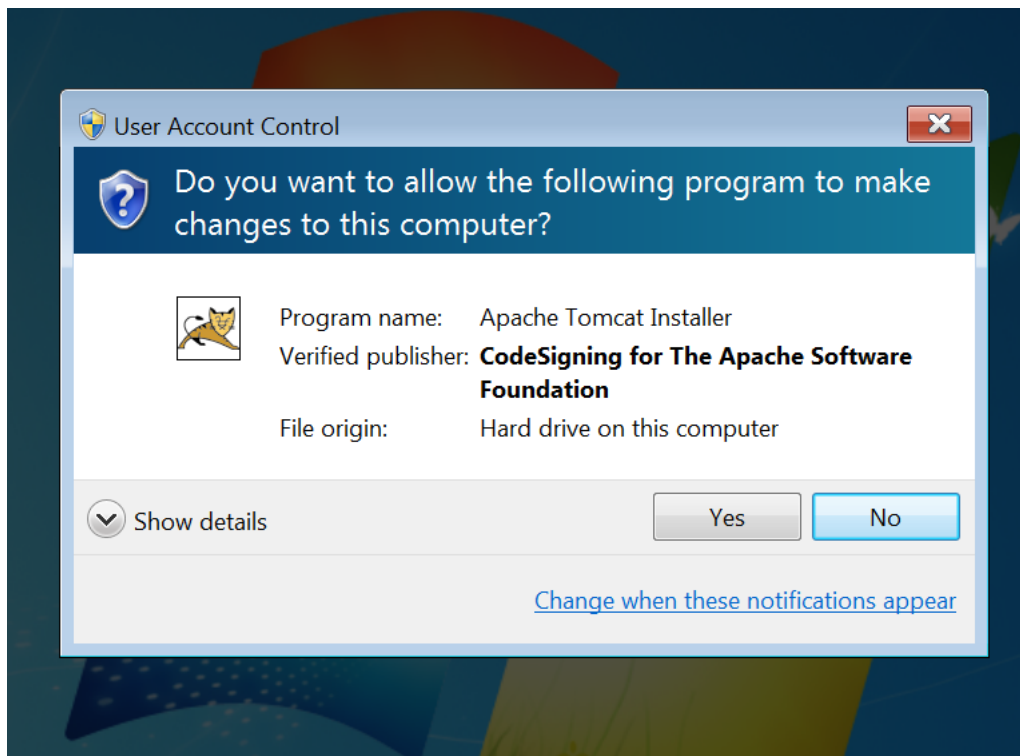 User Account Control
Do you want to allow the following program to make
changes to this computer?
Program name: Apache Tomcat Installer
Verified publisher: CodeSigning for The Apache Software
Foundation
File origin: Hard drive on this computer
Show details
Yes No
Change when these notifications appear